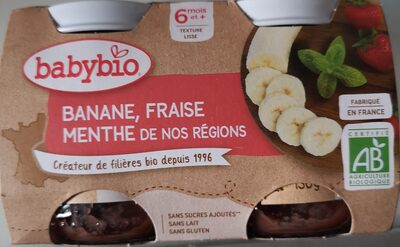 6 mois et +
TEXTURE
LISSE
babybio
BANANE, FRAISE
MENTHE DE NOS RÉGIONS
Créateur de filières bio depuis 1996
FABRIQUÉ
EN FRANCE
CERTIFIÉ
AB
AGRICULTURE
BIOLOGIQUE
130g
SANS SUCRES AJOUTÉS**
SANS LAIT
SANS GLUTEN